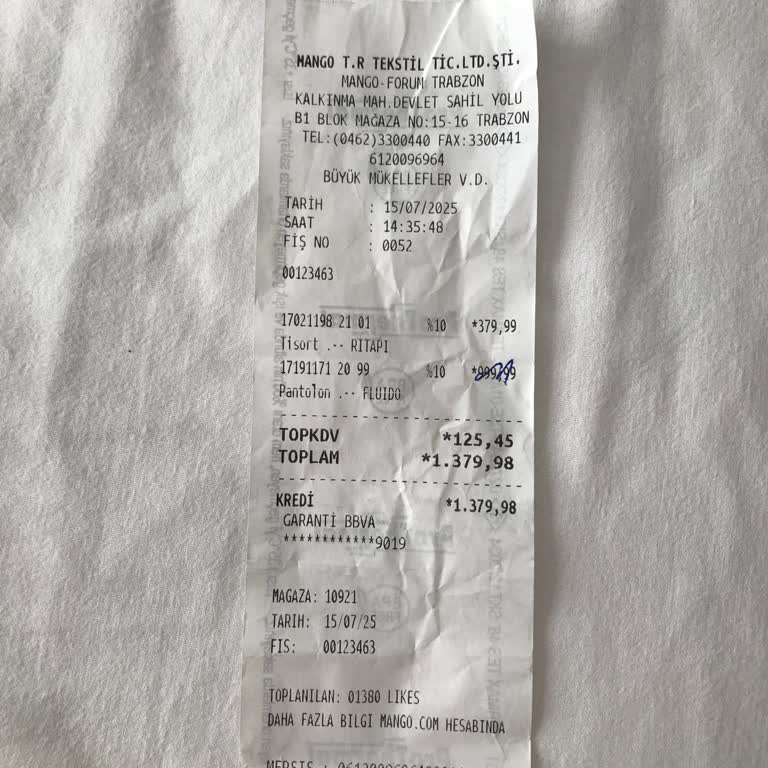 MANGO T.R TEKSTİL TİC.LTD.ŞTİ.
MANGO-FORUM TRABZON
KALKINMA MAH.DEVLET SAHİL YOLU
B1 BLOK MAĞAZA NO:15-16 TRABZON
TEL:(0462)3300440 FAX:3300441
6120096964
BÜYÜK MÜKELLEFLER V.D.
TARİH : 15/07/2025
SAAT : 14:35:48
FİŞ NO : 0052
00123463
17021198 21 01 %10 *379,99
Tisort .-- RITAPI
17191171 20 99 %10 *999,99
Pantolon .-- FLUIDO
TOPKDV *125,45
TOPLAM *1.379,98
KREDİ *1.379,98
GARANTİ BBVA
************9019
MAGAZA: 10921
TARIH: 15/07/25
FIS: 00123463
TOPLANILAN: 01380 LIKES
DAHA FAZLA BILGI MANGO.COM HESABINDA
MERSIS :